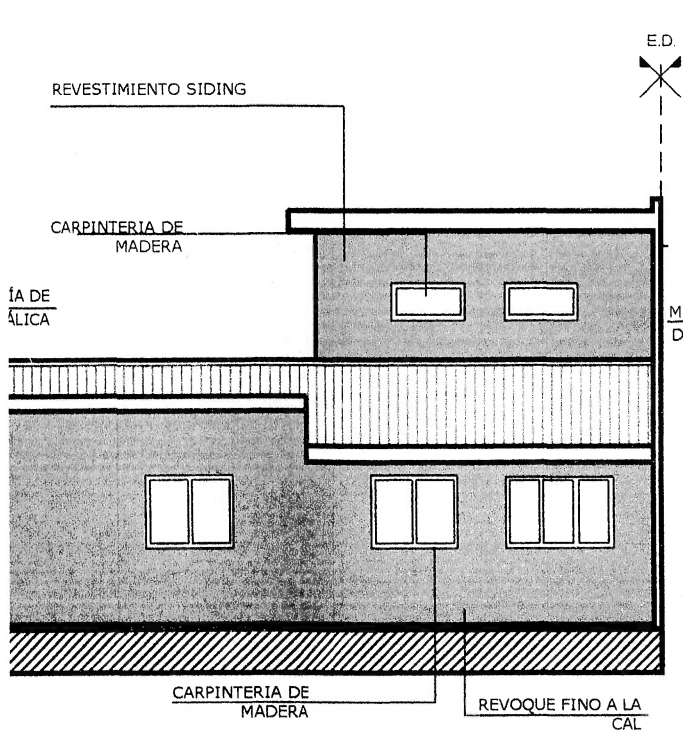 E.D.
REVESTIMIENTO SIDING
CARPINTERIA DE
MADERA
ÍA DE
ÁLICA
M
D
CARPINTERIA DE
MADERA
REVOQUE FINO A LA
CAL